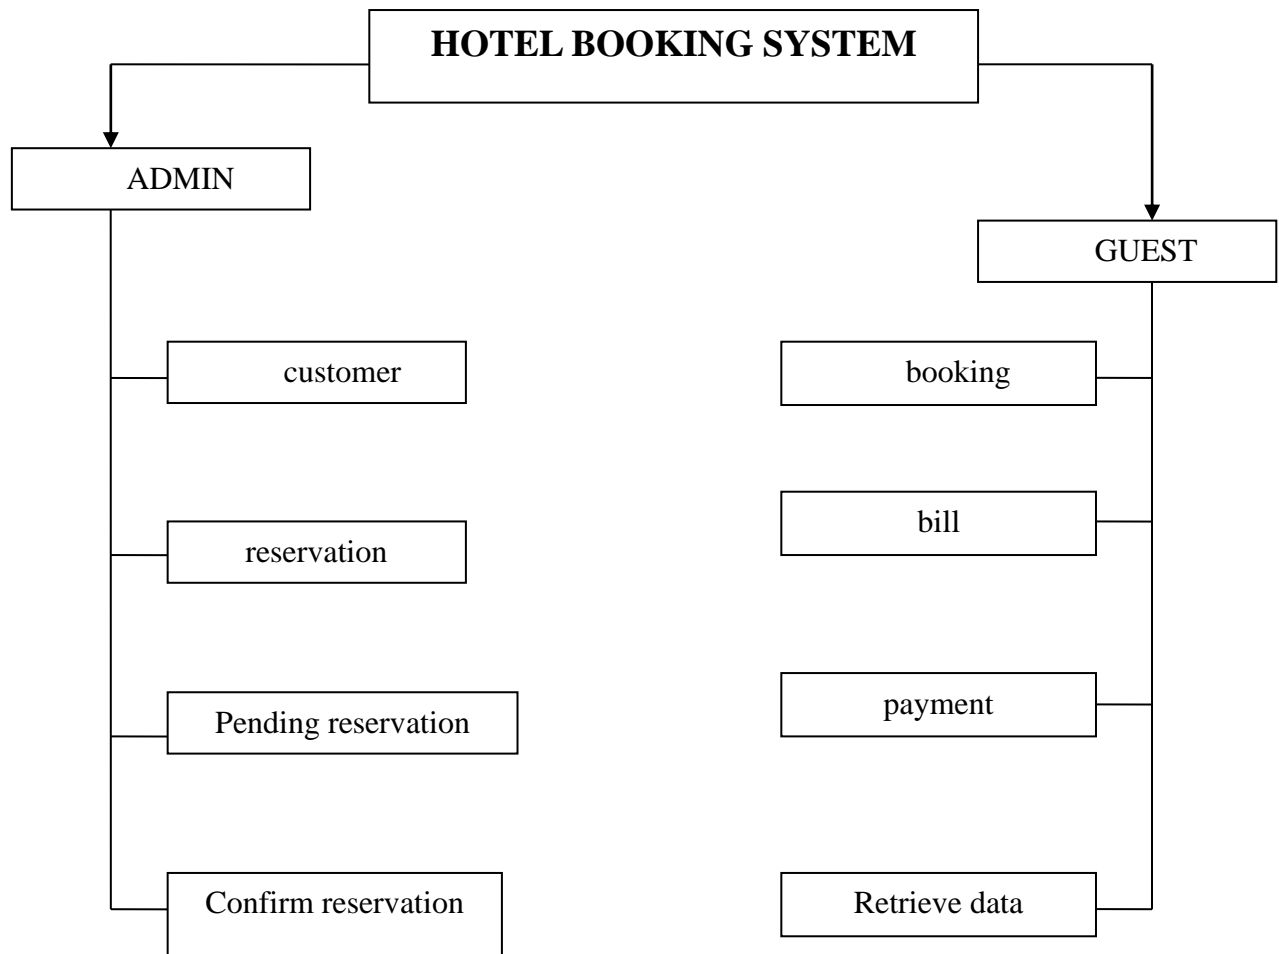 HOTEL BOOKING SYSTEM
ADMIN
GUEST
customer
booking
reservation
bill
Pending reservation
payment
Confirm reservation
Retrieve data